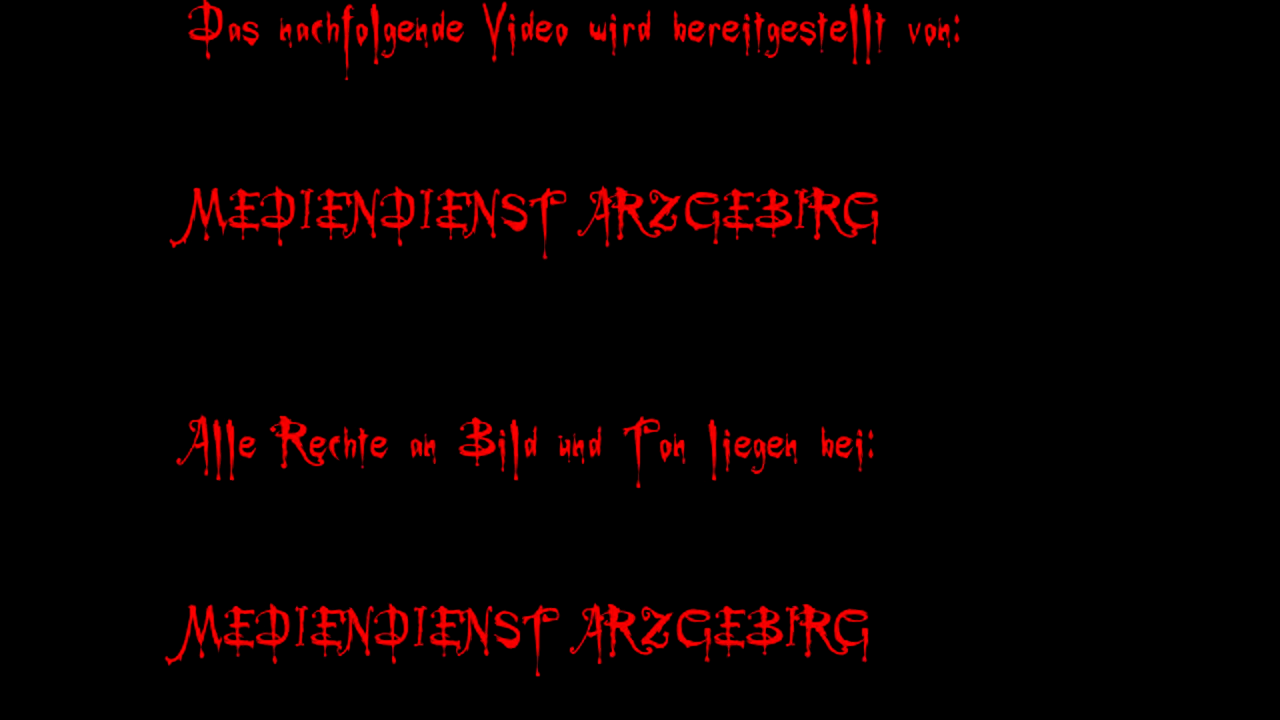 Das nachfolgende Video wird bereitgestellt von:
MEDIENDIENST ARZGEBIRG
Alle Rechte an Bild und Ton liegen bei:
MEDIENDIENST ARZGEBIRG